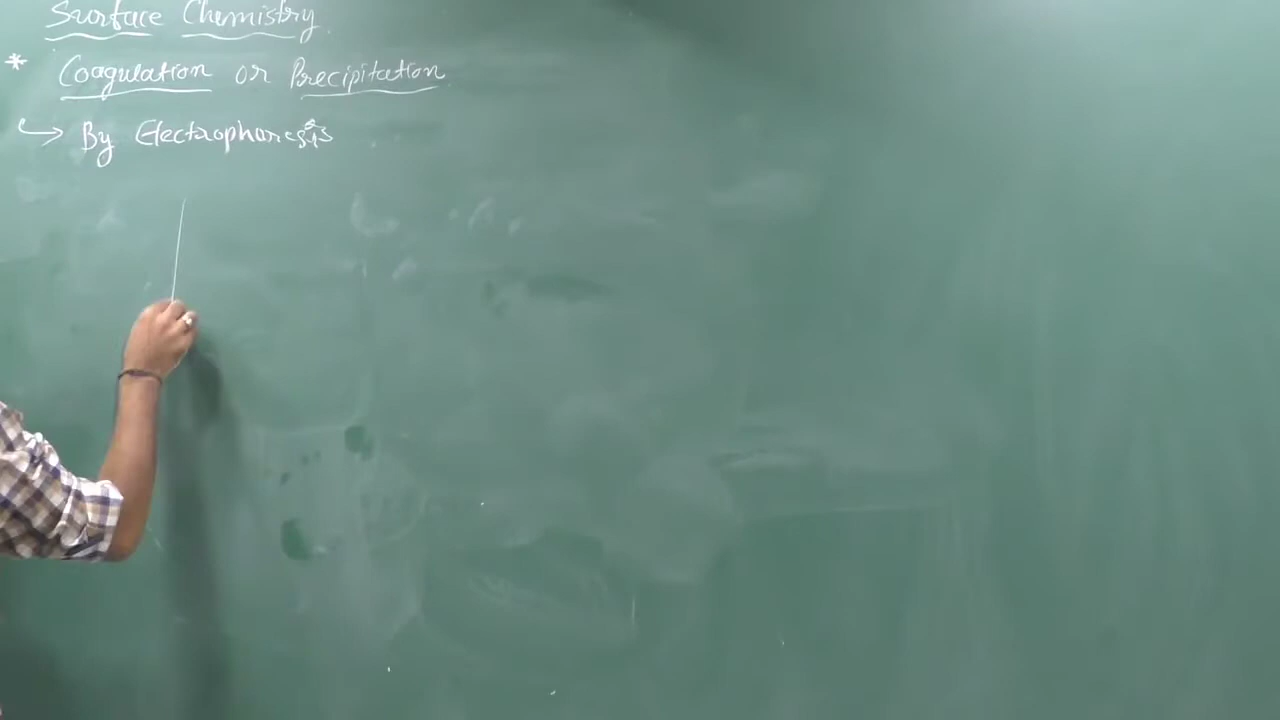 Surface Chemistry
* Coagulation or Precipitation
↳ By Electrophoresis